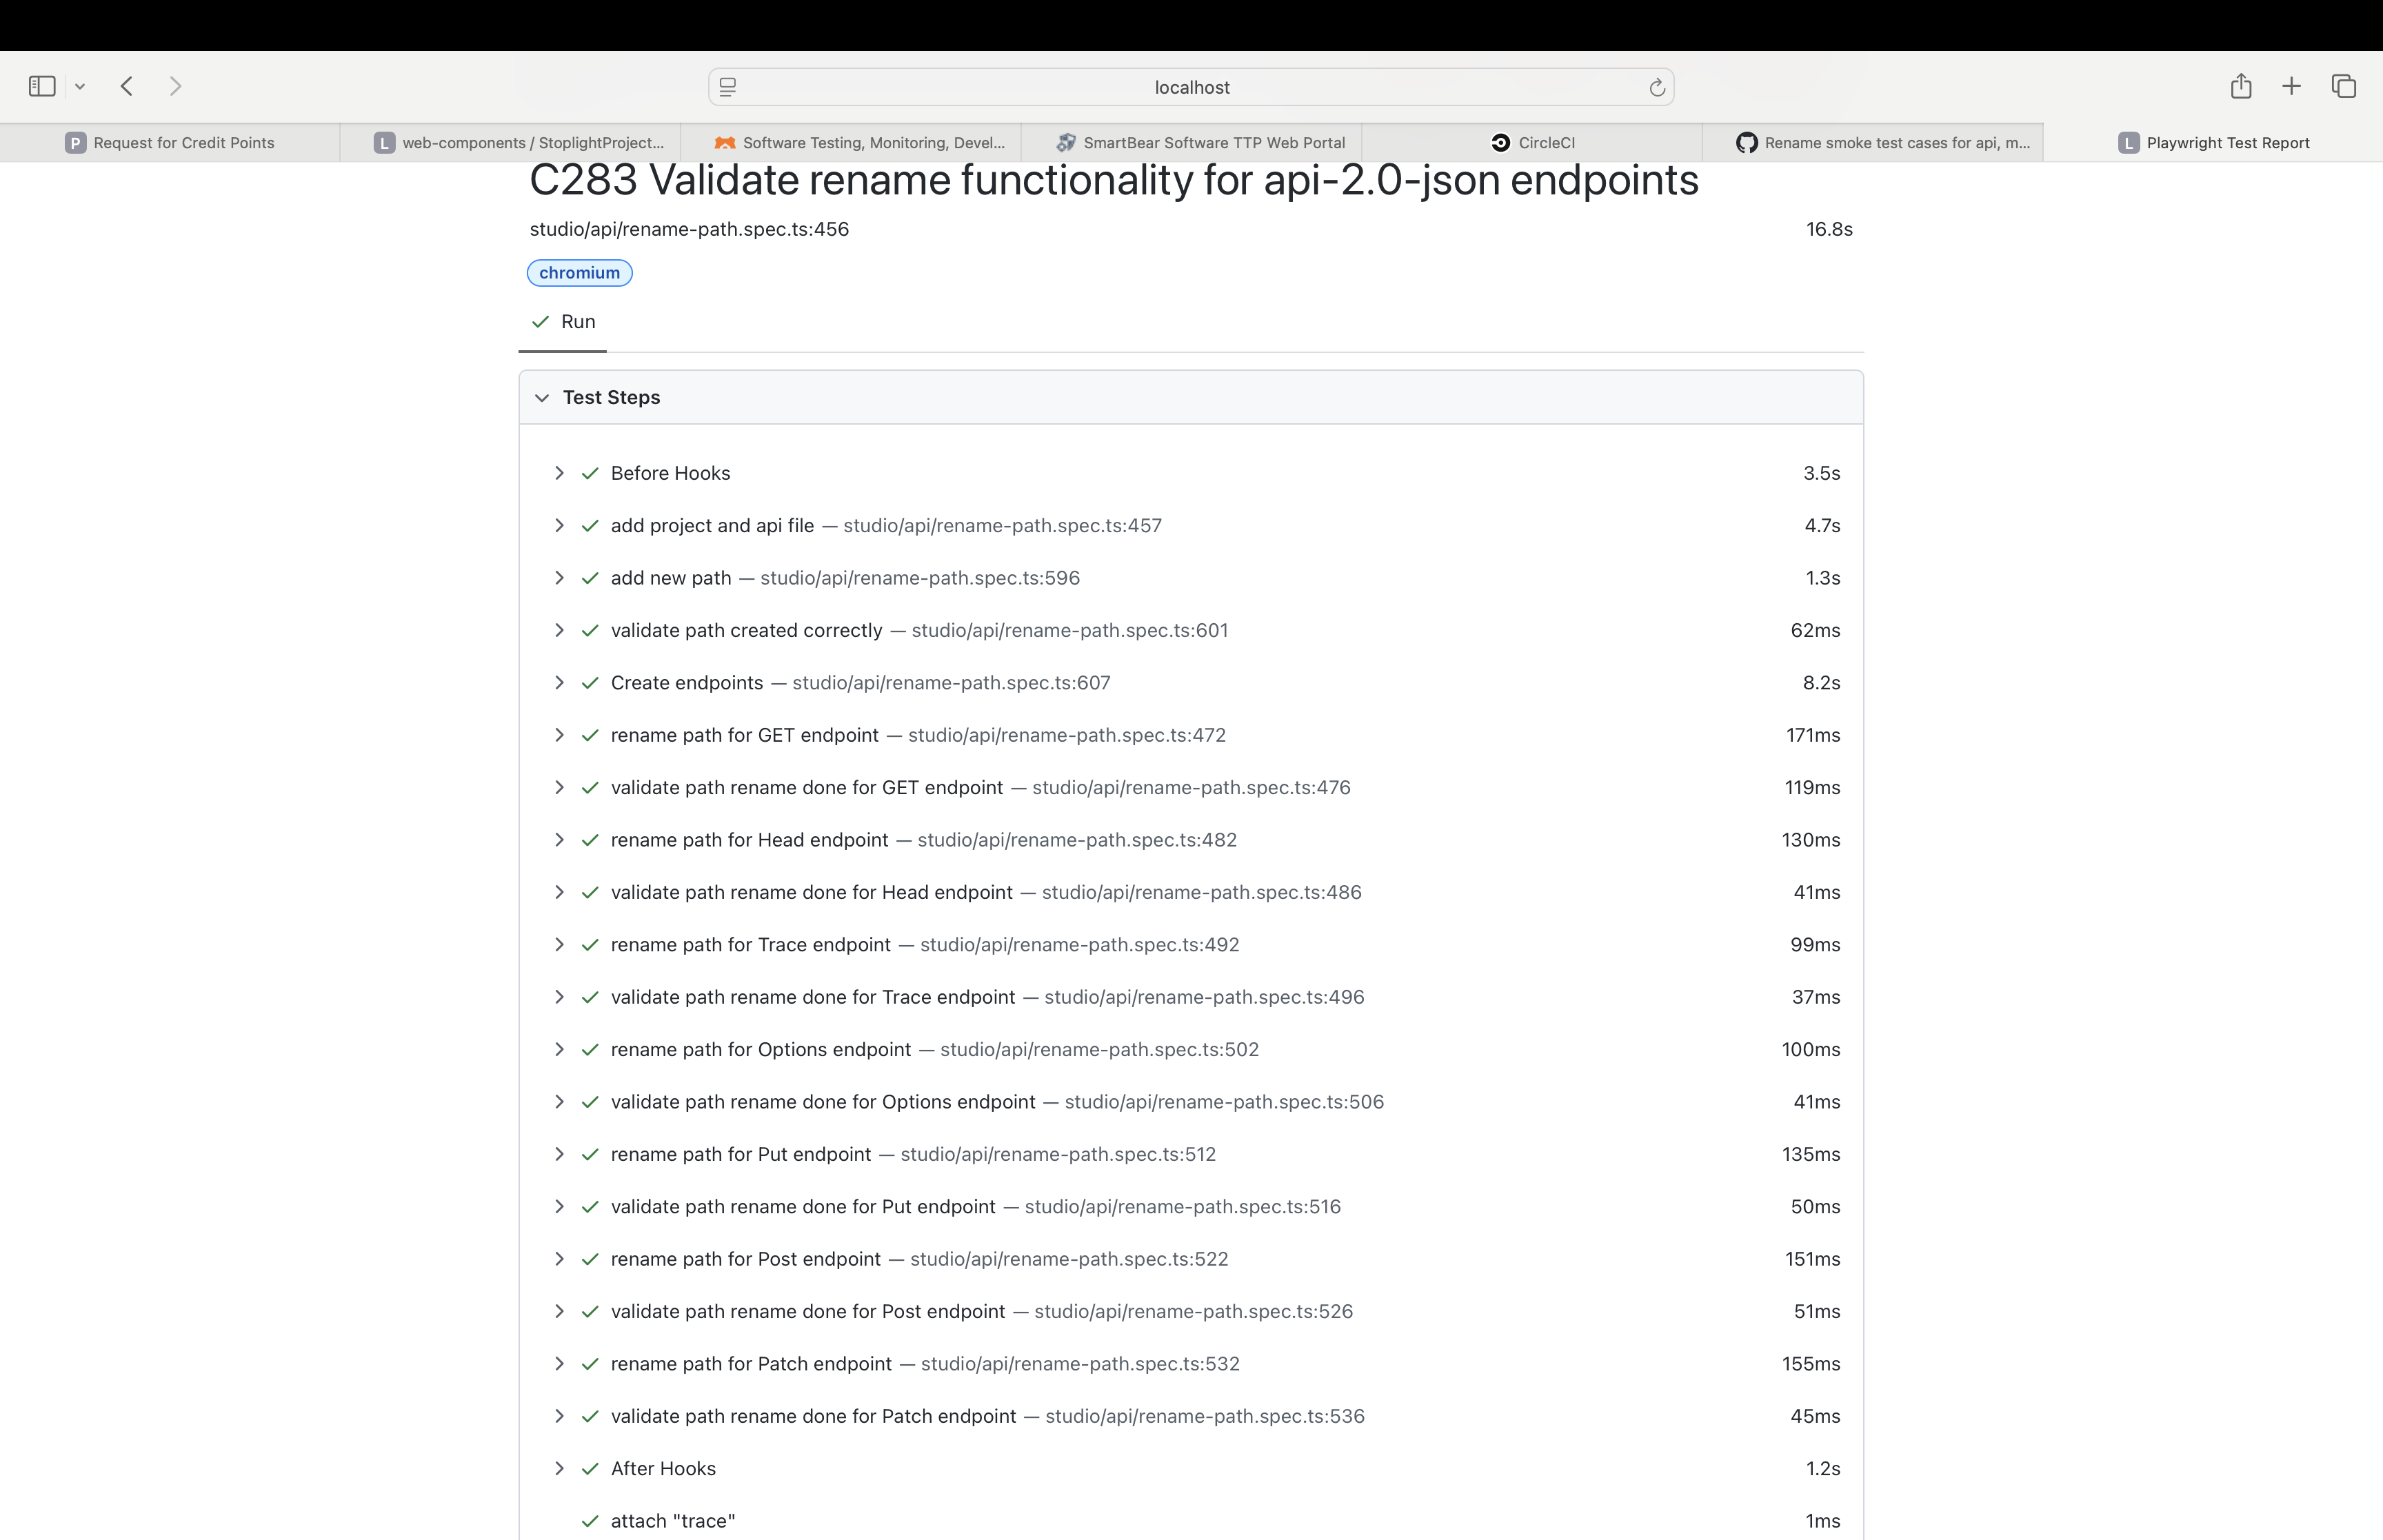 localhost
P Request for Credit Points
L web-components / StoplightProject...
Software Testing, Monitoring, Devel...
SmartBear Software TTP Web Portal
CircleCI
Rename smoke test cases for api, m...
L Playwright Test Report
C283 Validate rename functionality for api-2.0-json endpoints
studio/api/rename-path.spec.ts:456 16.8s
chromium
Run
Test Steps
Before Hooks 3.5s
add project and api file — studio/api/rename-path.spec.ts:457 4.7s
add new path — studio/api/rename-path.spec.ts:596 1.3s
validate path created correctly — studio/api/rename-path.spec.ts:601 62ms
Create endpoints — studio/api/rename-path.spec.ts:607 8.2s
rename path for GET endpoint — studio/api/rename-path.spec.ts:472 171ms
validate path rename done for GET endpoint — studio/api/rename-path.spec.ts:476 119ms
rename path for Head endpoint — studio/api/rename-path.spec.ts:482 130ms
validate path rename done for Head endpoint — studio/api/rename-path.spec.ts:486 41ms
rename path for Trace endpoint — studio/api/rename-path.spec.ts:492 99ms
validate path rename done for Trace endpoint — studio/api/rename-path.spec.ts:496 37ms
rename path for Options endpoint — studio/api/rename-path.spec.ts:502 100ms
validate path rename done for Options endpoint — studio/api/rename-path.spec.ts:506 41ms
rename path for Put endpoint — studio/api/rename-path.spec.ts:512 135ms
validate path rename done for Put endpoint — studio/api/rename-path.spec.ts:516 50ms
rename path for Post endpoint — studio/api/rename-path.spec.ts:522 151ms
validate path rename done for Post endpoint — studio/api/rename-path.spec.ts:526 51ms
rename path for Patch endpoint — studio/api/rename-path.spec.ts:532 155ms
validate path rename done for Patch endpoint — studio/api/rename-path.spec.ts:536 45ms
After Hooks 1.2s
attach "trace" 1ms